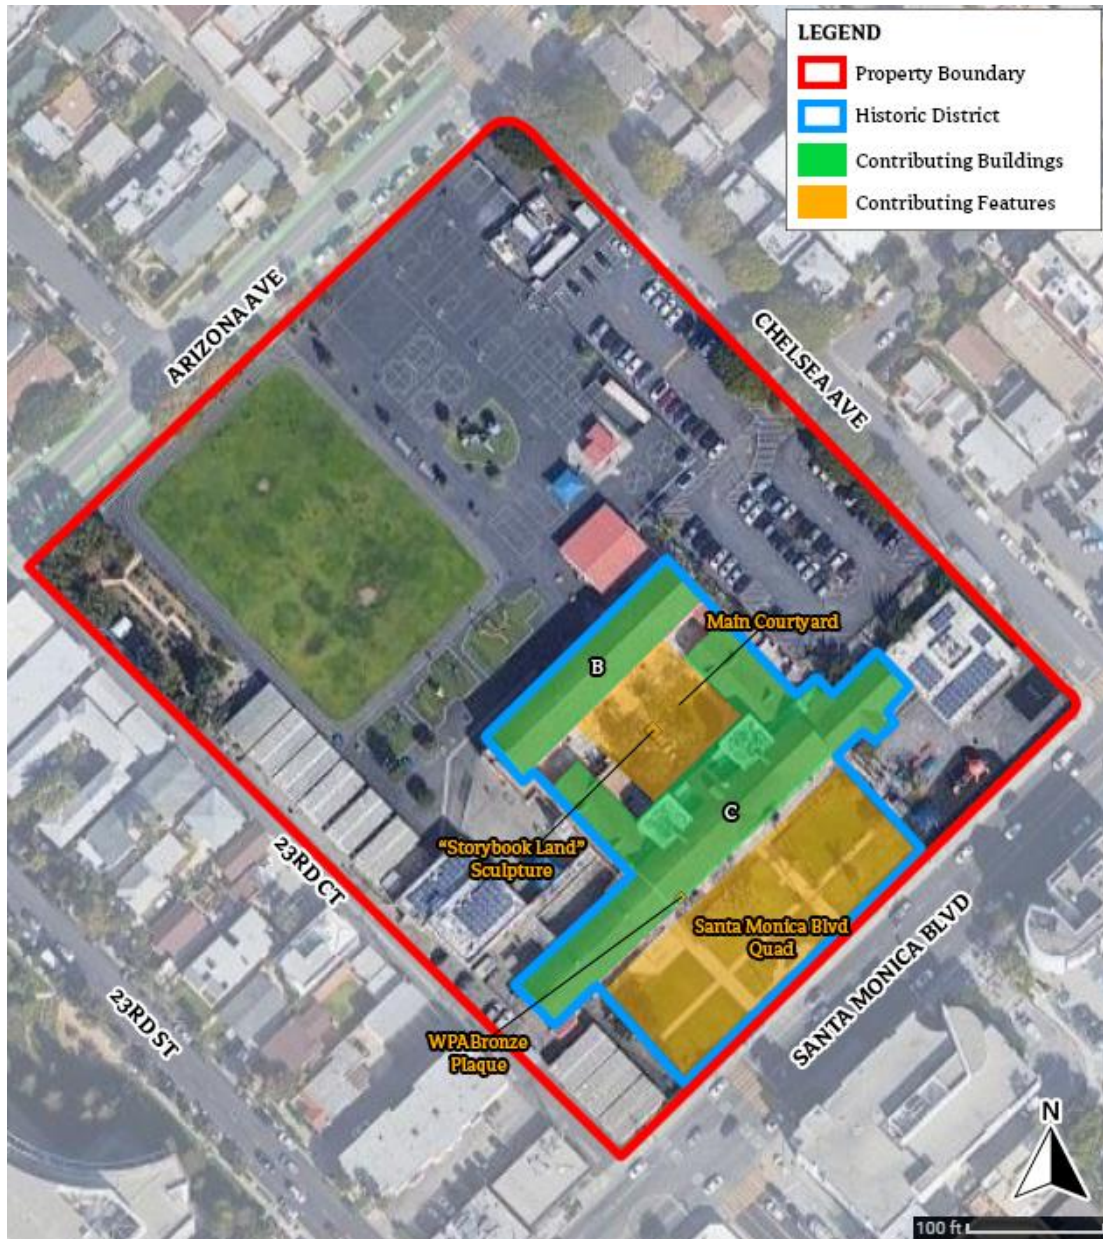 LEGEND
Property Boundary
Historic District
Contributing Buildings
Contributing Features
ARIZONA AVE
CHELSEA AVE
Main Courtyard
B
C
"Storybook Land"
Sculpture
23RD CT
Santa Monica Blvd
Quad
SANTA MONICA BLVD
23RD ST
WPA Bronze
Plaque
N
100 ft